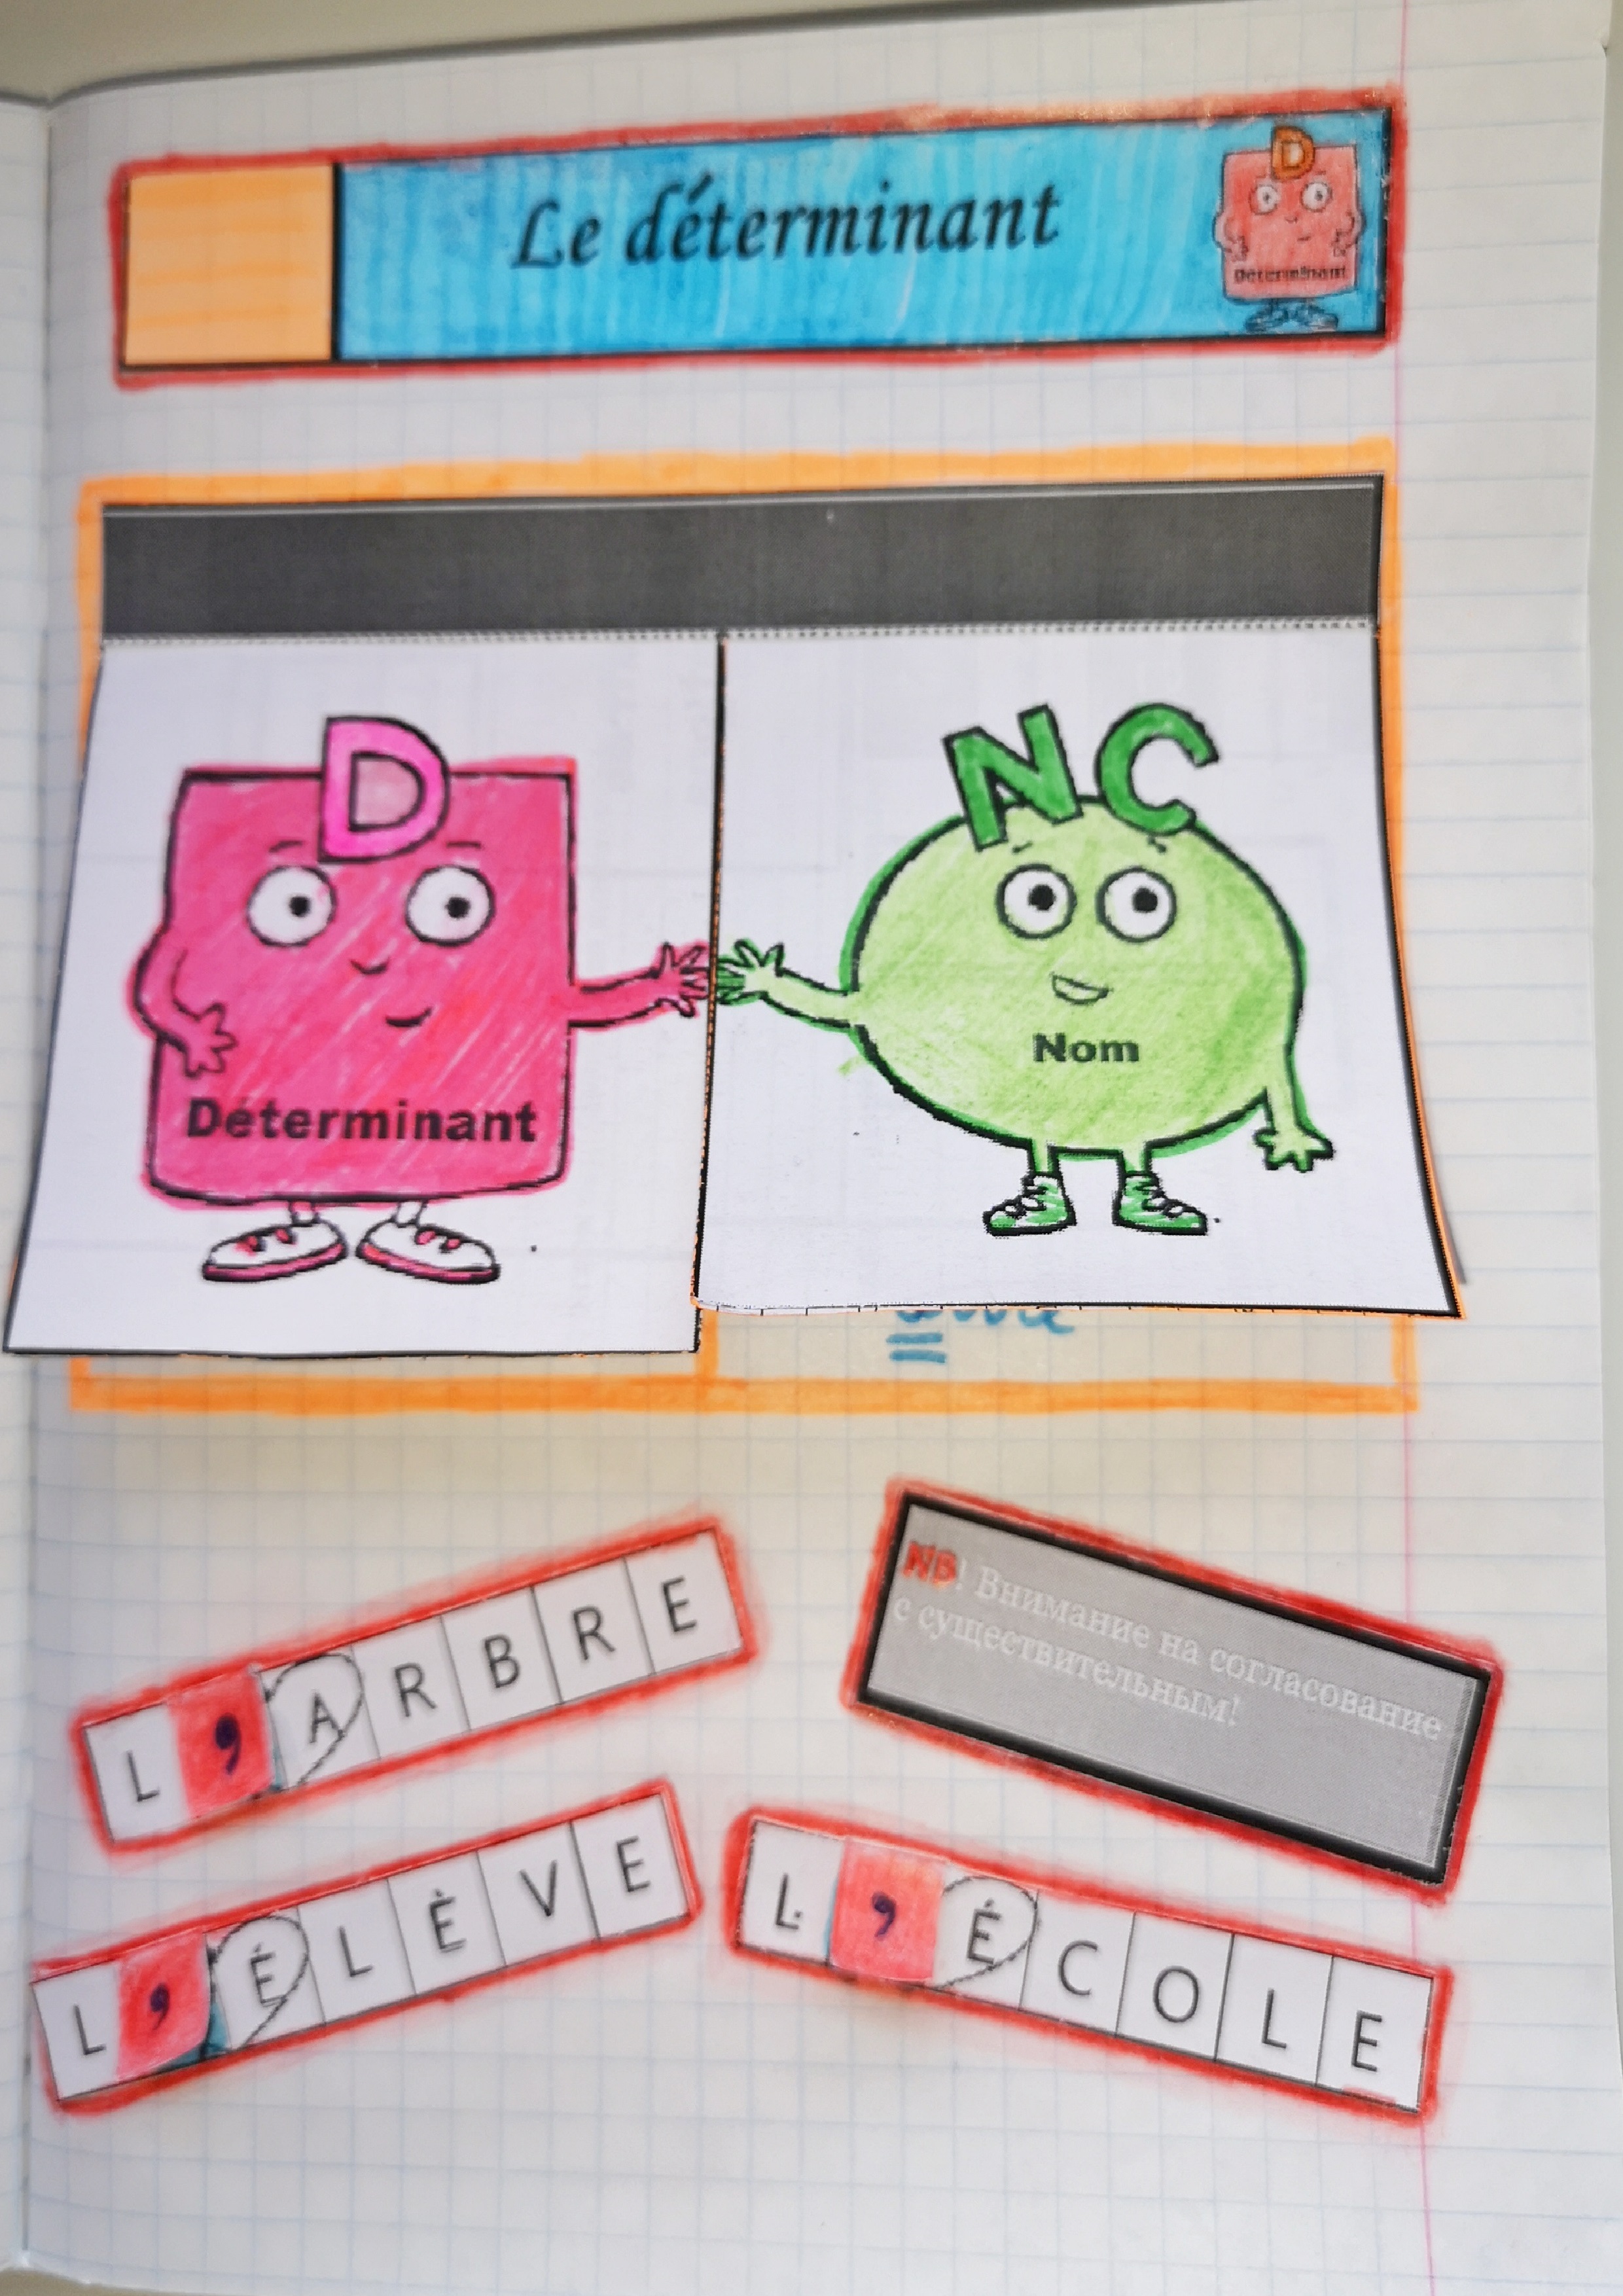 Le déterminant
D
Déterminant
D
Déterminant
NC
Nom
L'ARBRE
NB! Внимание на согласование
с существительным!
L'ÉLÈVE
L'ÉCOLE